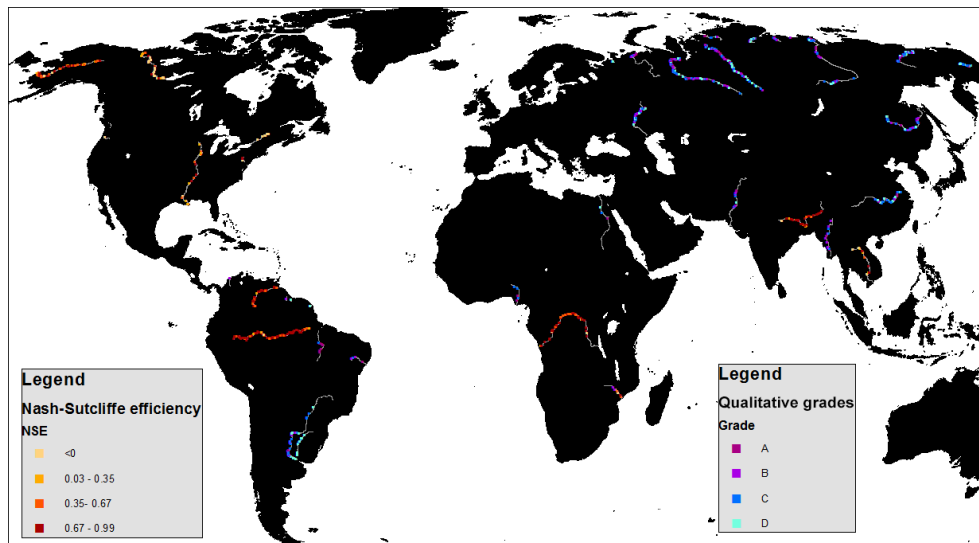 Legend
Nash-Sutcliffe efficiency
NSE
<0
0.03 - 0.35
0.35- 0.67
0.67 - 0.99
Legend
Qualitative grades
Grade
A
B
C
D